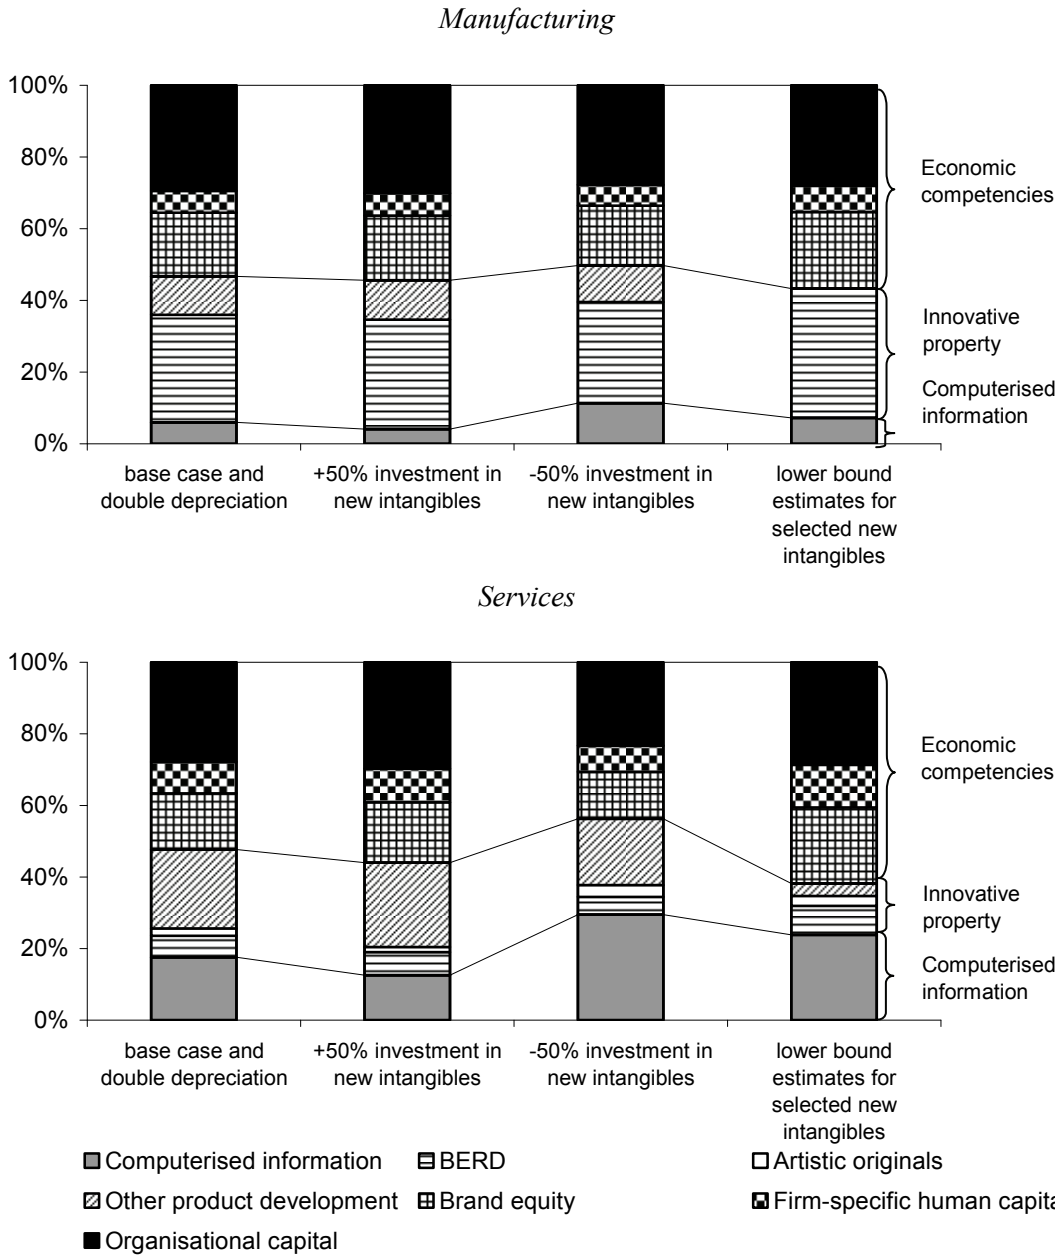 Manufacturing
100%
80%
60%
40%
20%
0%
Economic
competencies
Innovative
property
Computerised
information
base case and
double depreciation
+50% investment in
new intangibles
-50% investment in
new intangibles
lower bound
estimates for
selected new
intangibles
Services
100%
80%
60%
40%
20%
0%
Economic
competencies
Innovative
property
Computerised
information
base case and
double depreciation
+50% investment in
new intangibles
-50% investment in
new intangibles
lower bound
estimates for
selected new
intangibles
Computerised information
BERD
Artistic originals
Other product development
Brand equity
Firm-specific human capita
Organisational capital